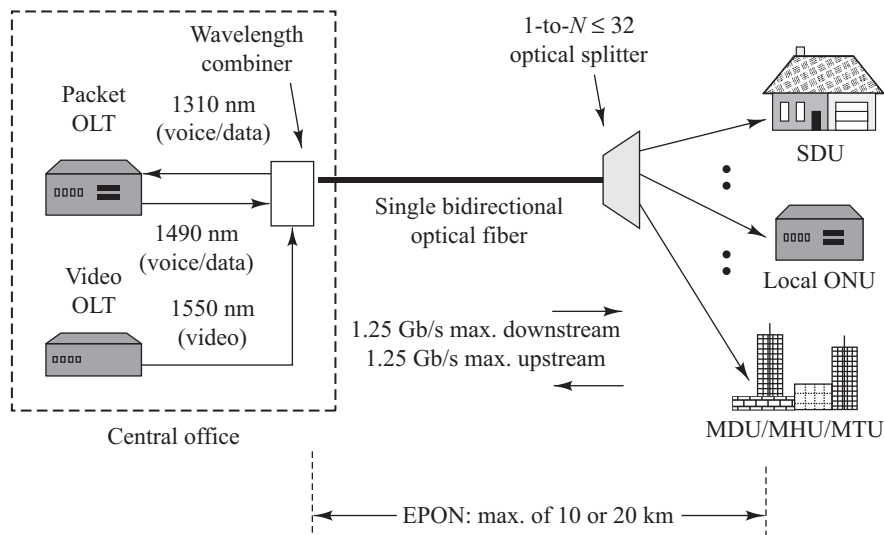 Wavelength
combiner
1-to-N ≤ 32
optical splitter
Packet
OLT
1310 nm
(voice/data)
SDU
Single bidirectional
optical fiber
1490 nm
(voice/data)
Local ONU
Video
OLT
1550 nm
(video)
1.25 Gb/s max. downstream
1.25 Gb/s max. upstream
MDU/MHU/MTU
Central office
EPON: max. of 10 or 20 km